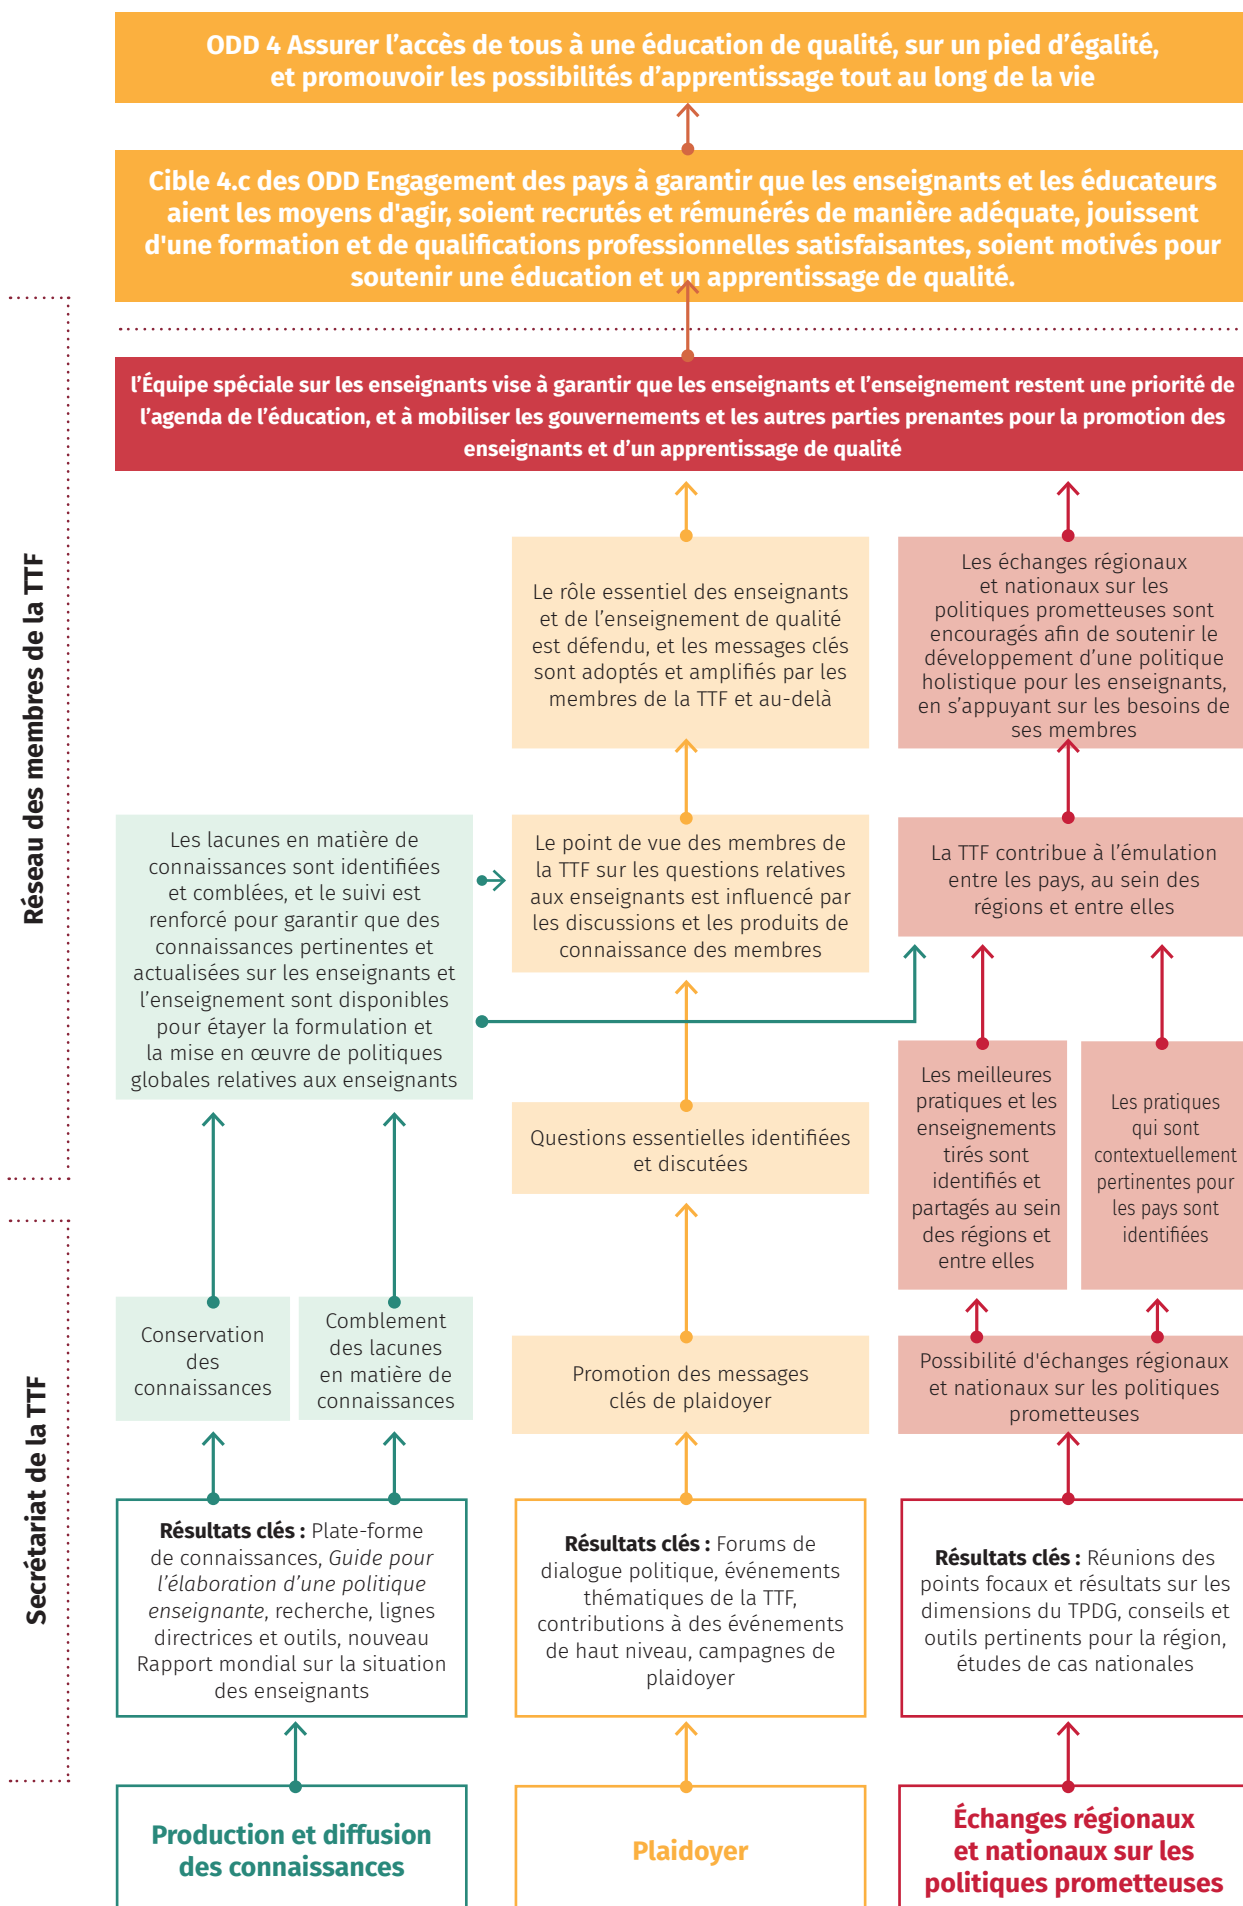 ODD 4 Assurer l’accès de tous à une éducation de qualité, sur un pied d’égalité,
et promouvoir les possibilités d’apprentissage tout au long de la vie
Cible 4.c des ODD Engagement des pays à garantir que les enseignants et les éducateurs
aient les moyens d'agir, soient recrutés et rémunérés de manière adéquate, jouissent
d'une formation et de qualifications professionnelles satisfaisantes, soient motivés pour
soutenir une éducation et un apprentissage de qualité.
l’Équipe spéciale sur les enseignants vise à garantir que les enseignants et l’enseignement restent une priorité de
l’agenda de l’éducation, et à mobiliser les gouvernements et les autres parties prenantes pour la promotion des
enseignants et d’un apprentissage de qualité
Réseau des membres de la TTF
Le rôle essentiel des enseignants
et de l’enseignement de qualité
est défendu, et les messages clés
sont adoptés et amplifiés par les
membres de la TTF et au-delà
Les échanges régionaux
et nationaux sur les
politiques prometteuses sont
encouragés afin de soutenir le
développement d’une politique
holistique pour les enseignants,
en s’appuyant sur les besoins de
ses membres
Les lacunes en matière de
connaissances sont identifiées
et comblées, et le suivi est
renforcé pour garantir que des
connaissances pertinentes et
actualisées sur les enseignants et
l’enseignement sont disponibles
pour étayer la formulation et
la mise en œuvre de politiques
globales relatives aux enseignants
Le point de vue des membres de
la TTF sur les questions relatives
aux enseignants est influencé par
les discussions et les produits de
connaissance des membres
La TTF contribue à l’émulation
entre les pays, au sein des
régions et entre elles
Questions essentielles identifiées
et discutées
Les meilleures
pratiques et les
enseignements
tirés sont
identifiés et
partagés au sein
des régions et
entre elles
Les pratiques
qui sont
contextuellement
pertinentes pour
les pays sont
identifiées
Secrétariat de la TTF
Conservation
des
connaissances
Comblement
des lacunes
en matière de
connaissances
Promotion des messages
clés de plaidoyer
Possibilité d'échanges régionaux
et nationaux sur les politiques
prometteuses
Résultats clés : Plate-forme
de connaissances, Guide pour
l’élaboration d’une politique
enseignante, recherche, lignes
directrices et outils, nouveau
Rapport mondial sur la situation
des enseignants
Résultats clés : Forums de
dialogue politique, événements
thématiques de la TTF,
contributions à des événements
de haut niveau, campagnes de
plaidoyer
Résultats clés : Réunions des
points focaux et résultats sur les
dimensions du TPDG, conseils et
outils pertinents pour la région,
études de cas nationales
Production et diffusion
des connaissances
Plaidoyer
Échanges régionaux
et nationaux sur les
politiques prometteuses